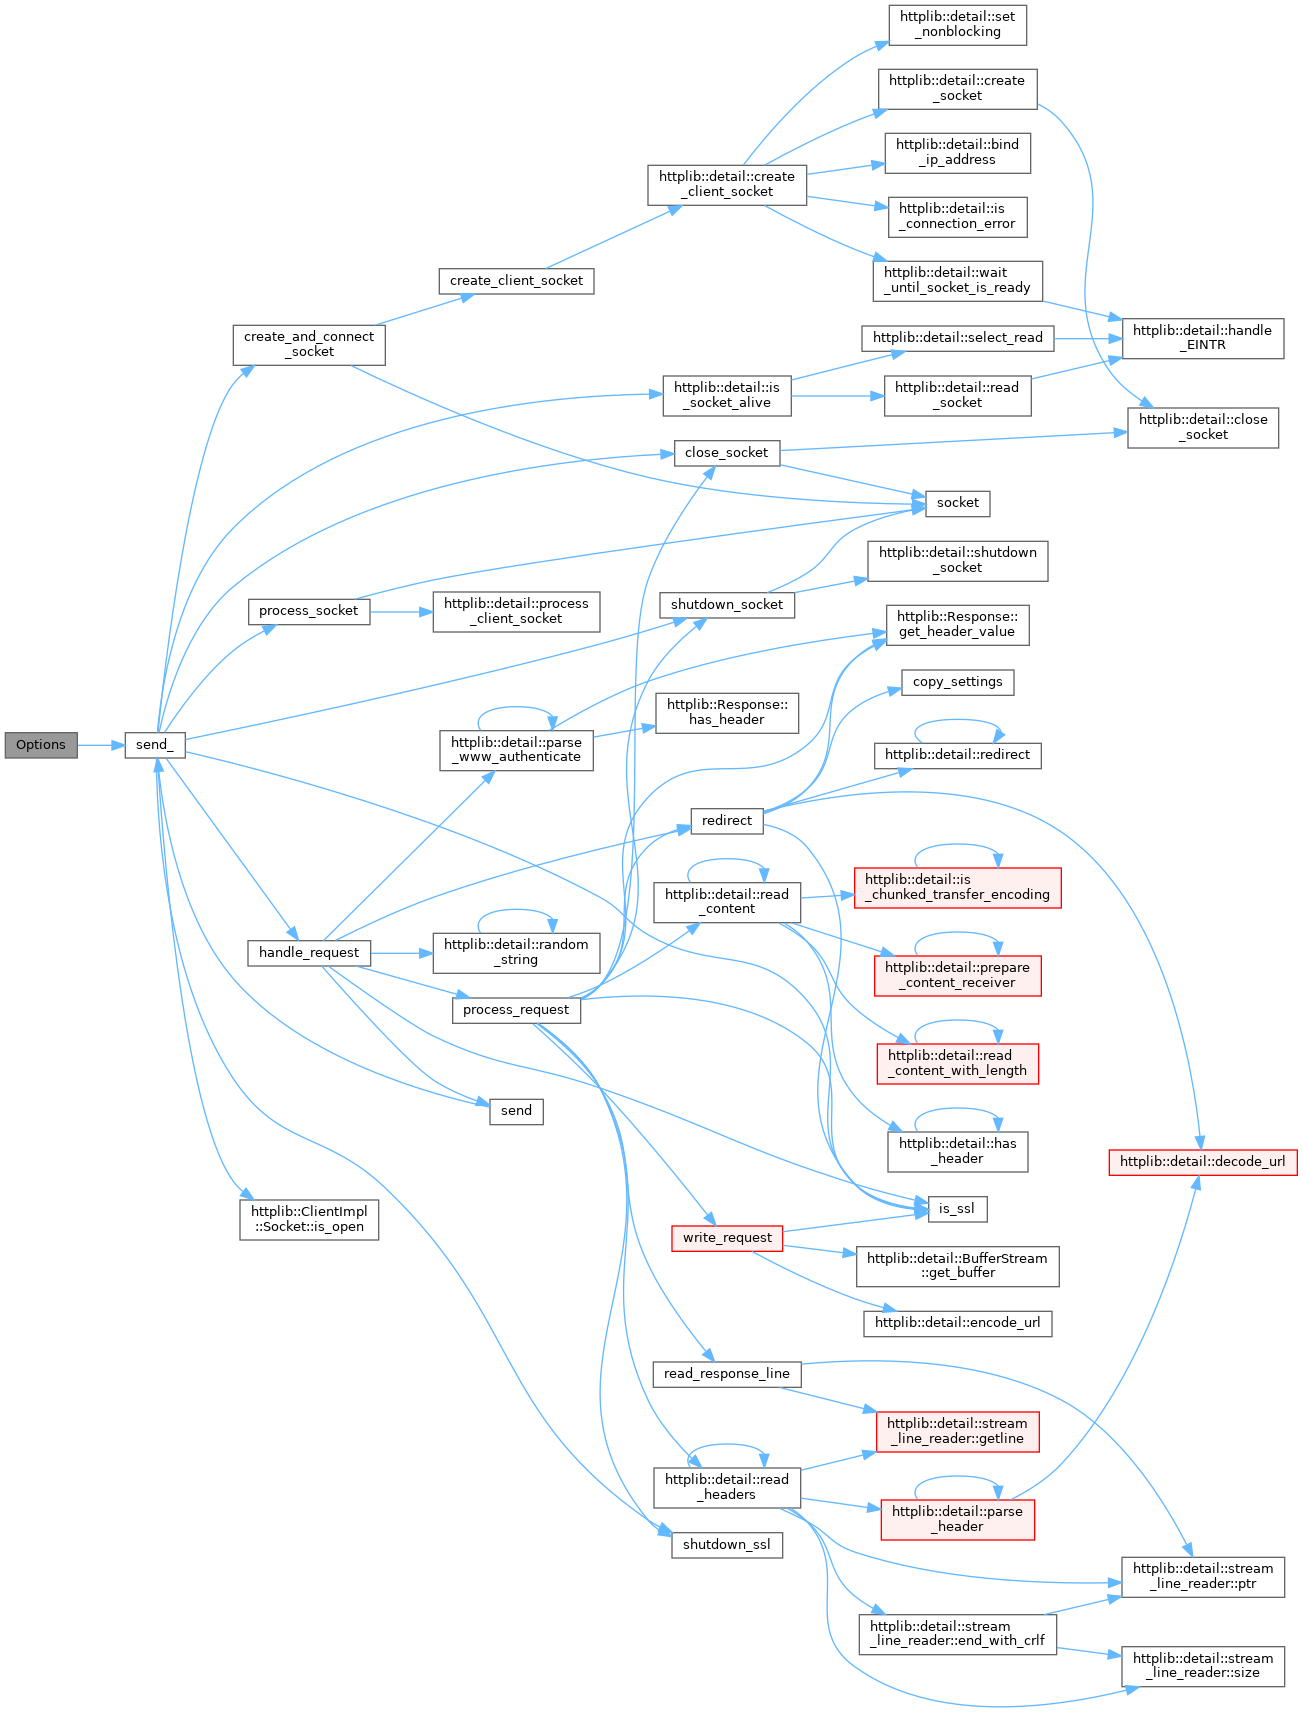 httplib::detail::set
_nonblocking
httplib::detail::create
_socket
httplib::detail::bind
_ip_address
httplib::detail::create
_client_socket
httplib::detail::is
_connection_error
httplib::detail::wait
_until_socket_is_ready
create_client_socket
httplib::detail::handle
_EINTR
create_and_connect
_socket
httplib::detail::select_read
httplib::detail::is
_socket_alive
httplib::detail::read
_socket
httplib::detail::close
_socket
close_socket
socket
httplib::detail::shutdown
_socket
process_socket
httplib::detail::process
_client_socket
shutdown_socket
httplib::Response::
get_header_value
copy_settings
httplib::Response::
has_header
Options
send_
httplib::detail::parse
_www_authenticate
httplib::detail::redirect
redirect
httplib::detail::read
_content
httplib::detail::is
_chunked_transfer_encoding
handle_request
httplib::detail::random
_string
httplib::detail::prepare
_content_receiver
process_request
httplib::detail::read
_content_with_length
send
httplib::detail::has
_header
httplib::detail::decode_url
httplib::ClientImpl
::Socket::is_open
is_ssl
write_request
httplib::detail::BufferStream
::get_buffer
httplib::detail::encode_url
read_response_line
httplib::detail::stream
_line_reader::getline
httplib::detail::read
_headers
httplib::detail::parse
_header
shutdown_ssl
httplib::detail::stream
_line_reader::ptr
httplib::detail::stream
_line_reader::end_with_crlf
httplib::detail::stream
_line_reader::size